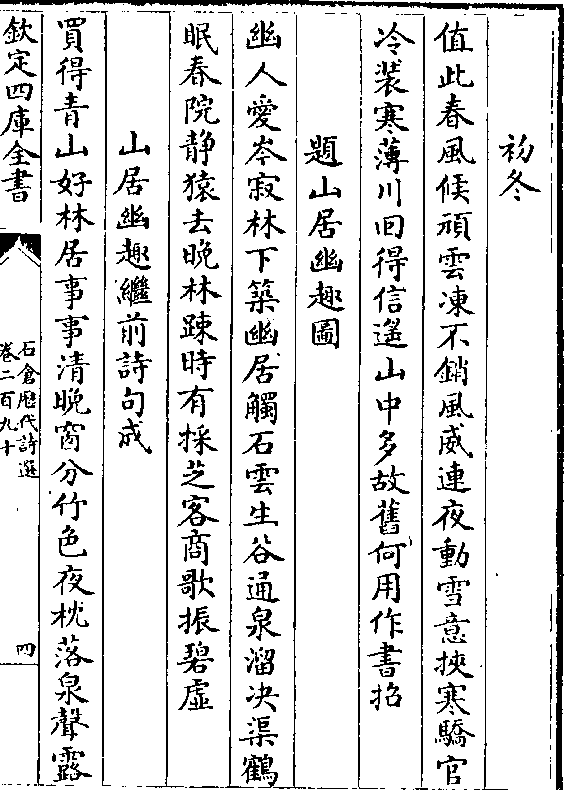 初冬
值此春風候頑雲凍不銷風威連夜動雪意挾寒驕官
冷裝寒薄川回得信遙山中多故舊何用作書招
題山居幽趣圖
幽人愛岑寂林下築幽居觸石雲生谷通泉溜决渠鶴
眠春院静猿去晚林踈時有採芝客商歌振碧虚
山居幽趣繼前詩句成
買得青山好林居事事清晚窗分竹色夜枕落泉聲露
欽定四庫全書
石倉歷代詩選
卷二百九十
四